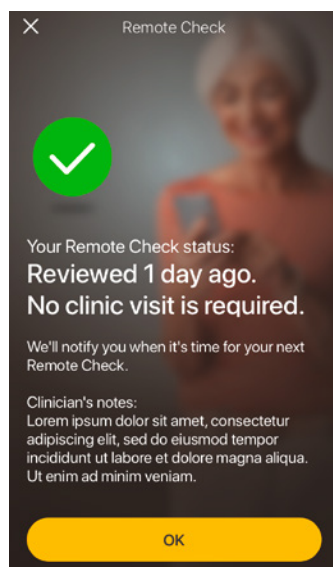 Remote Check
Your Remote Check status:
Reviewed 1 day ago.
No clinic visit is required.
We'll notify you when it's time for your next
Remote Check.
Clinician's notes:
Lorem ipsum dolor sit amet, consectetur
adipiscing elit, sed do eiusmod tempor
incididunt ut labore et dolore magna aliqua.
Ut enim ad minim veniam.
OK